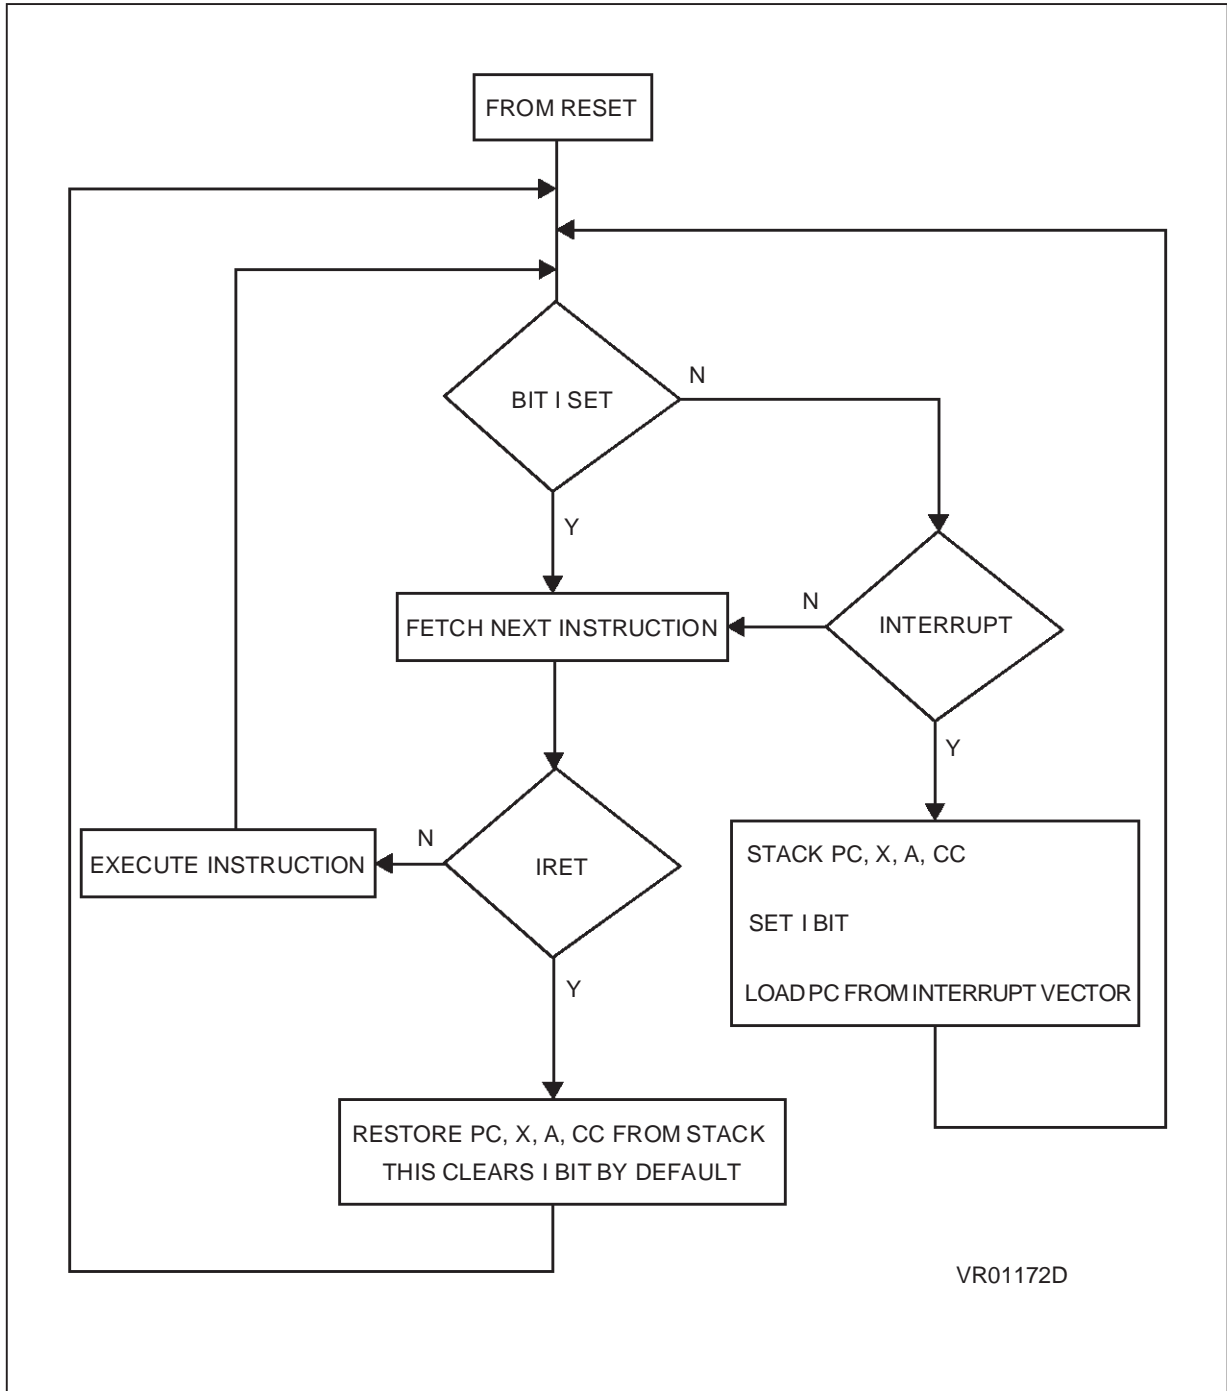 FROM RESET
BIT I SET
N
Y
FETCH NEXT INSTRUCTION
N
INTERRUPT
Y
EXECUTE INSTRUCTION
N
IRET
Y
STACK PC, X, A, CC
SET I BIT
LOAD PC FROM INTERRUPT VECTOR
RESTORE PC, X, A, CC FROM STACK
THIS CLEARS I BIT BY DEFAULT
VR01172D